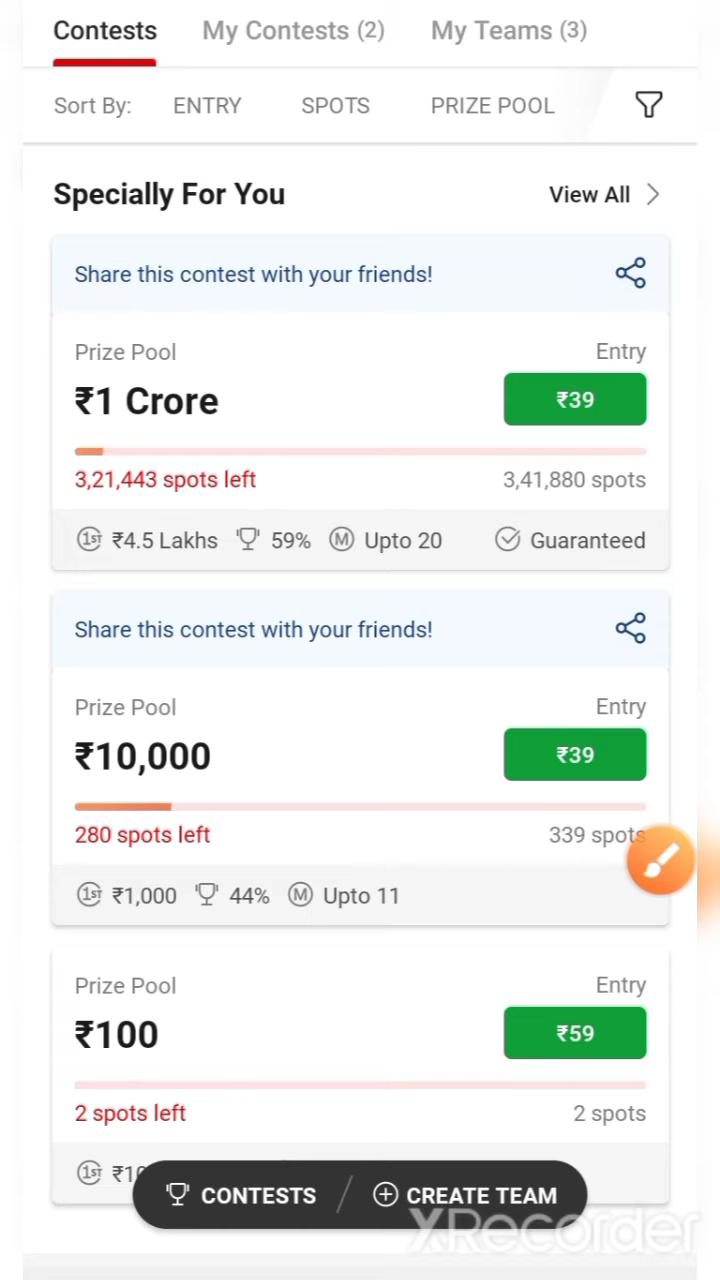 Contests My Contests (2) My Teams (3)
Sort By: ENTRY SPOTS PRIZE POOL
Specially For You View All
Share this contest with your friends!
Prize Pool Entry
₹1 Crore ₹39
3,21,443 spots left 3,41,880 spots
1ST ₹4.5 Lakhs 59% M Upto 20 Guaranteed
Share this contest with your friends!
Prize Pool Entry
₹10,000 ₹39
280 spots left 339 spots
1ST ₹1,000 44% M Upto 11
Prize Pool Entry
₹100 ₹59
2 spots left 2 spots
1ST
CONTESTS CREATE TEAM
XRecorder